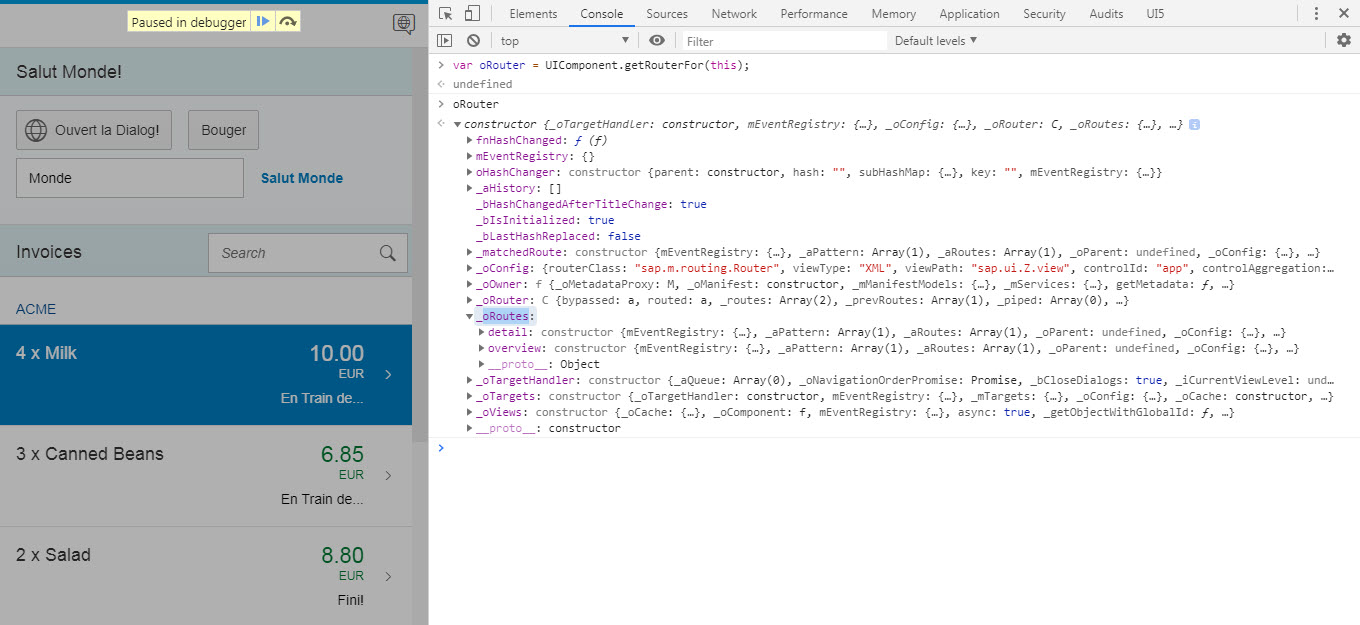 Paused in debugger
Salut Monde!
Ouvert la Dialog!
Bouger
Monde
Salut Monde
Invoices
Search
ACME
4 x Milk
10.00
EUR
En Train de...
3 x Canned Beans
6.85
EUR
En Train de...
2 x Salad
8.80
EUR
Fini!
Elements Console Sources Network Performance Memory Application Security Audits UI5
top Filter Default levels
var oRouter = UIComponent.getRouterFor(this);
undefined
oRouter
constructor {_oTargetHandler: constructor, mEventRegistry: {…}, _oConfig: {…}, _oRouter: C, _oRoutes: {…}, …}
fnHashChanged: ƒ (f)
mEventRegistry: {}
oHashChanger: constructor {parent: constructor, hash: "", subHashMap: {…}, key: "", mEventRegistry: {…}}
_aHistory: []
_bHashChangedAfterTitleChange: true
_bIsInitialized: true
_bLastHashReplaced: false
_matchedRoute: constructor {mEventRegistry: {…}, _aPattern: Array(1), _aRoutes: Array(1), _oParent: undefined, _oConfig: {…}, …}
_oConfig: {routerClass: "sap.m.routing.Router", viewType: "XML", viewPath: "sap.ui.Z.view", controlId: "app", controlAggregation:…
_oOwner: f {_oMetadataProxy: M, _oManifest: constructor, _mManifestModels: {…}, _mServices: {…}, getMetadata: ƒ, …}
_oRouter: C {bypassed: a, routed: a, _routes: Array(2), _prevRoutes: Array(1), _piped: Array(0), …}
_oRoutes:
detail: constructor {mEventRegistry: {…}, _aPattern: Array(1), _aRoutes: Array(1), _oParent: undefined, _oConfig: {…}, …}
overview: constructor {mEventRegistry: {…}, _aPattern: Array(1), _aRoutes: Array(1), _oParent: undefined, _oConfig: {…}, …}
__proto__: Object
_oTargetHandler: constructor {_aQueue: Array(0), _oNavigationOrderPromise: Promise, _bCloseDialogs: true, _iCurrentViewLevel: und…
_oTargets: constructor {_oTargetHandler: constructor, mEventRegistry: {…}, _mTargets: {…}, _oConfig: {…}, _oCache: constructor, …}
_oViews: constructor {_oCache: {…}, _oComponent: f, mEventRegistry: {…}, async: true, _getObjectWithGlobalId: ƒ, …}
__proto__: constructor